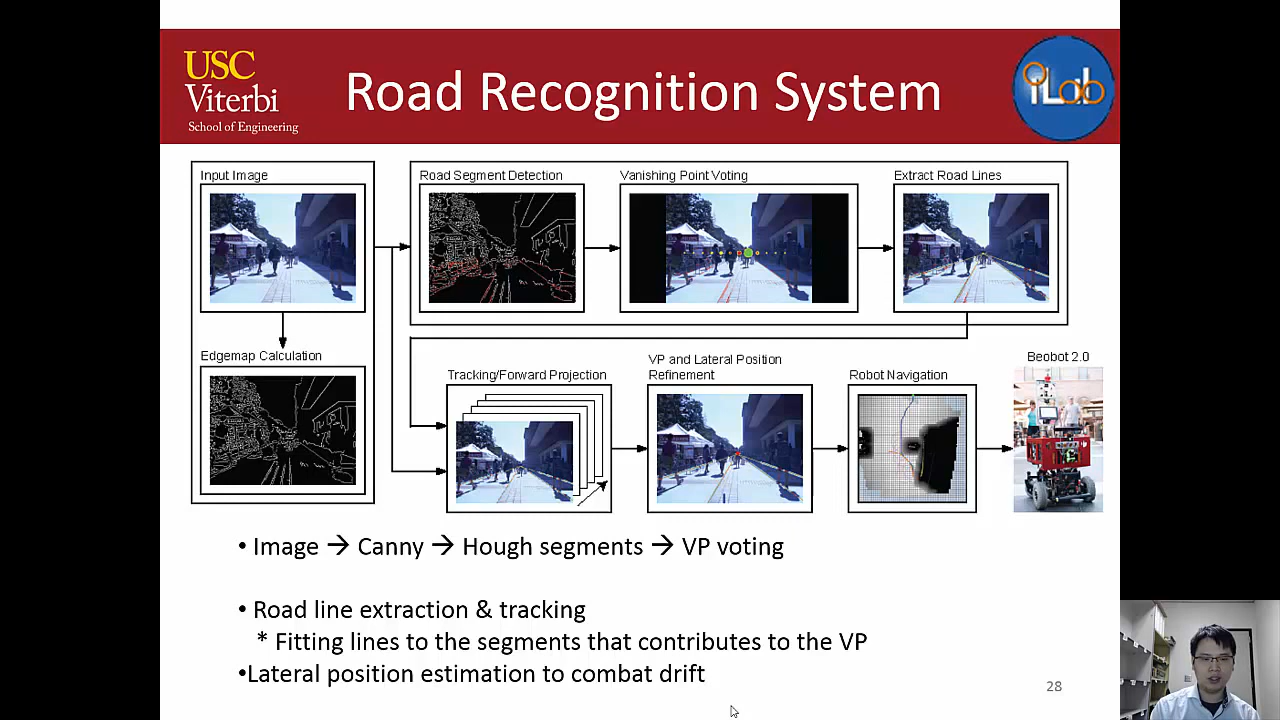 USC
Viterbi
School of Engineering
Road Recognition System
iLab
Input Image
Road Segment Detection
Vanishing Point Voting
Extract Road Lines
Edgemap Calculation
Tracking/Forward Projection
VP and Lateral Position
Refinement
Robot Navigation
Beobot 2.0
• Image → Canny → Hough segments → VP voting
• Road line extraction & tracking
* Fitting lines to the segments that contributes to the VP
•Lateral position estimation to combat drift
28